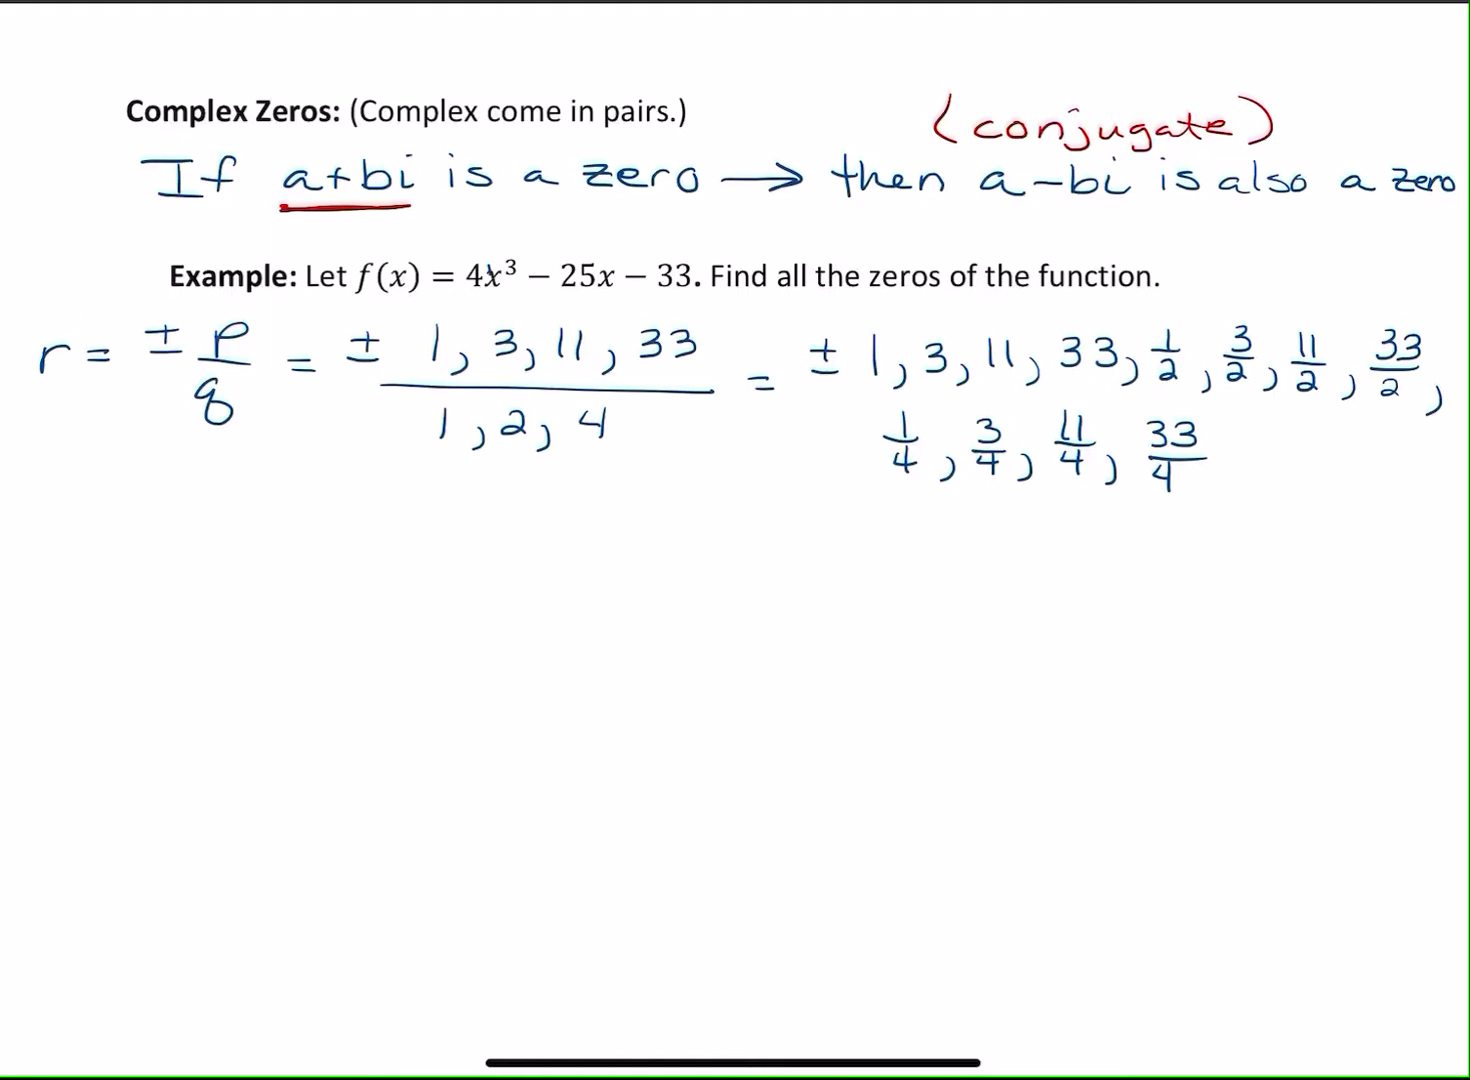 Complex Zeros: (Complex come in pairs.)
(conjugate)
If a+bi is a zero → then a-bi is also a zero
Example: Let f(x) = 4x³ − 25x − 33. Find all the zeros of the function.
r = ± p/q = ± 1, 3, 11, 33 / 1, 2, 4 = ± 1, 3, 11, 33, 1/2, 3/2, 11/2, 33/2,
1/4, 3/4, 11/4, 33/4